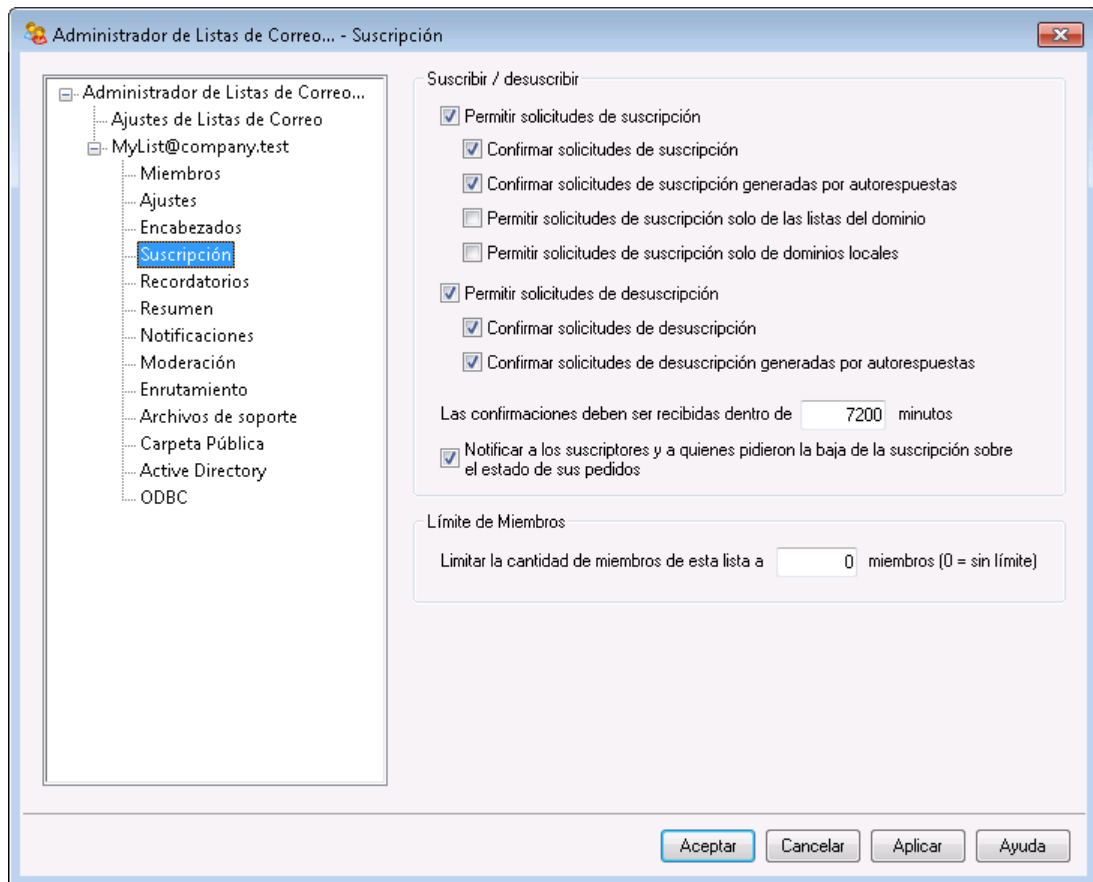 Administrador de Listas de Correo... - Suscripción
Administrador de Listas de Correo...
Ajustes de Listas de Correo
MyList@company.test
Miembros
Ajustes
Encabezados
Suscripción
Recordatorios
Resumen
Notificaciones
Moderación
Enrutamiento
Archivos de soporte
Carpeta Pública
Active Directory
ODBC
Suscribir / desuscribir
Permitir solicitudes de suscripción
Confirmar solicitudes de suscripción
Confirmar solicitudes de suscripción generadas por autorespuestas
Permitir solicitudes de suscripción solo de las listas del dominio
Permitir solicitudes de suscripción solo de dominios locales
Permitir solicitudes de desuscripción
Confirmar solicitudes de desuscripción
Confirmar solicitudes de desuscripción generadas por autorespuestas
Las confirmaciones deben ser recibidas dentro de 7200 minutos
Notificar a los suscriptores y a quienes pidieron la baja de la suscripción sobre
el estado de sus pedidos
Límite de Miembros
Limitar la cantidad de miembros de esta lista a 0 miembros (0 = sin límite)
Aceptar Cancelar Aplicar Ayuda